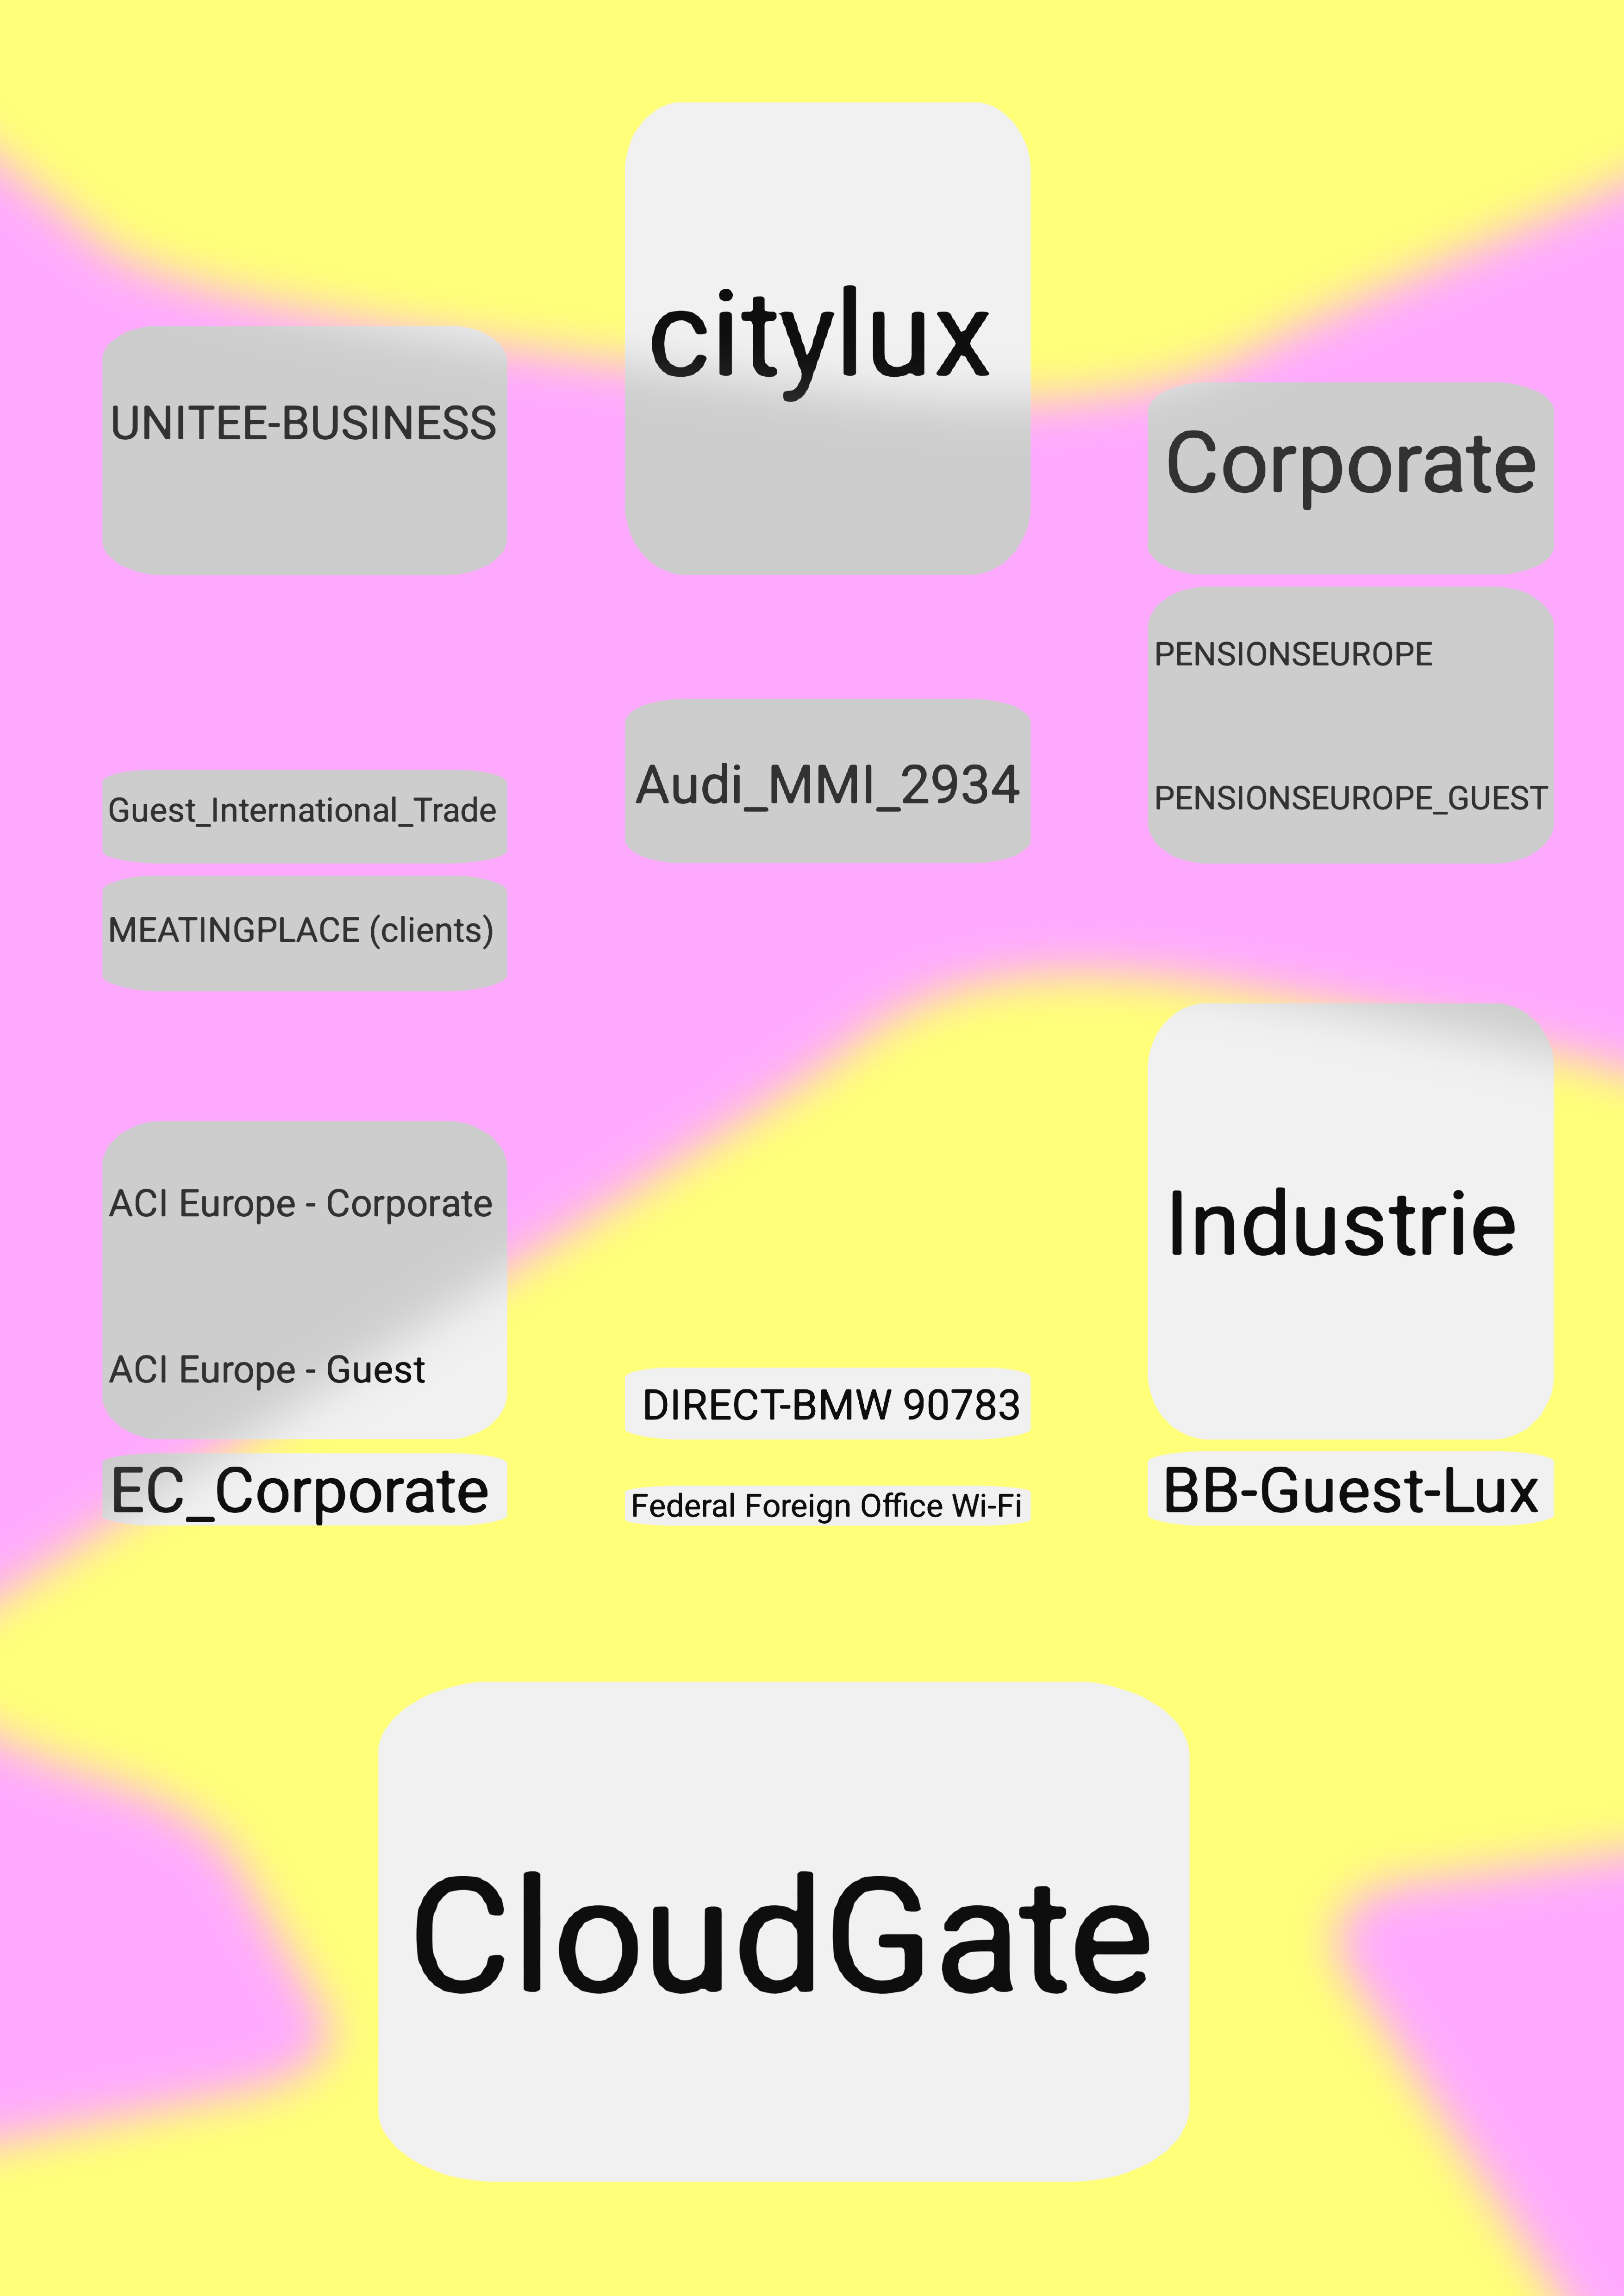 citylux
UNITEE-BUSINESS
Corporate
PENSIONSEUROPE
Audi_MMI_2934
PENSIONSEUROPE_GUEST
Guest_International_Trade
MEATINGPLACE (clients)
ACI Europe - Corporate
Industrie
ACI Europe - Guest
DIRECT-BMW 90783
EC_Corporate
Federal Foreign Office Wi-Fi
BB-Guest-Lux
CloudGate